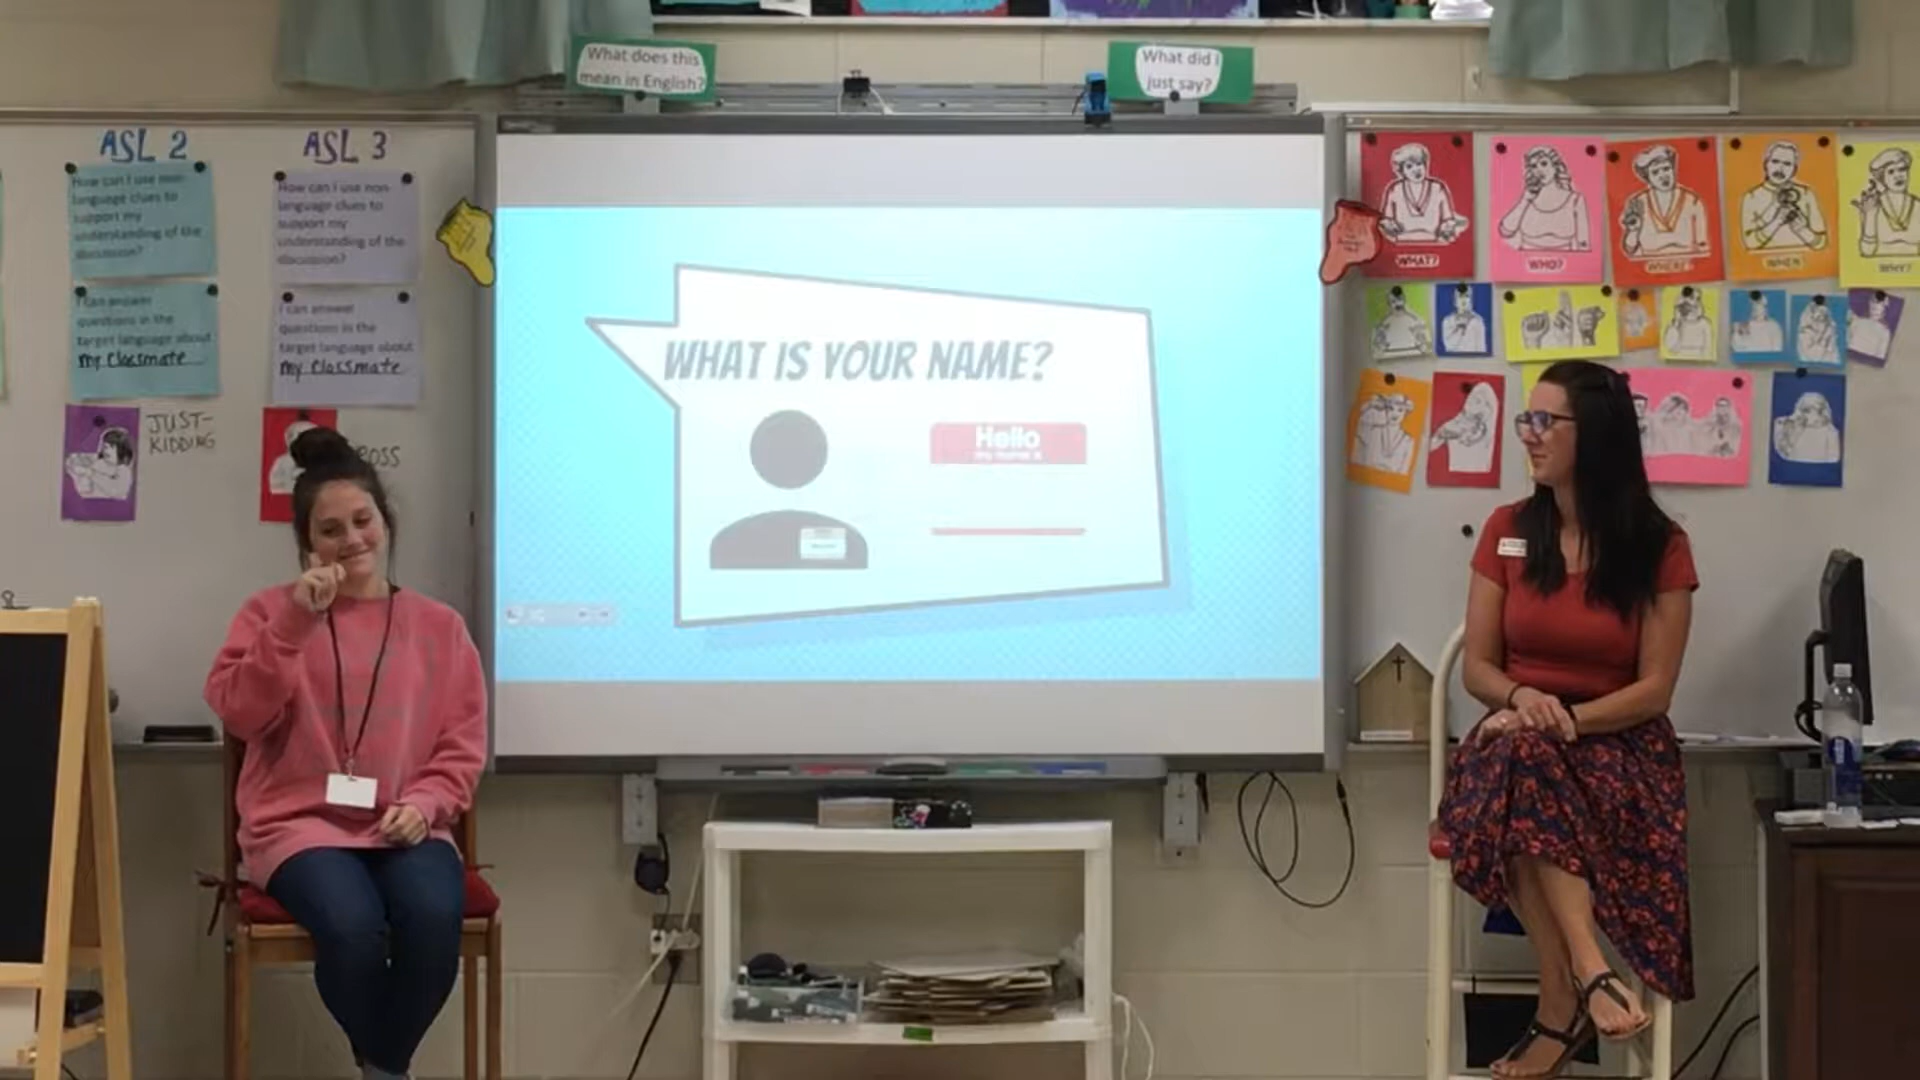 What does this
mean in English?
What did I
just say?
ASL 2
How can I use non-
language clues to
support my
understanding of the
discussion?
I can answer
questions in the
target language about
my classmate
JUST-
KIDDING
ASL 3
How can I use non-
language clues to
support my
understanding of the
discussion?
I can answer
questions in the
target language about
my classmate
WHAT IS YOUR NAME?
Hello
my name is
WHAT?
WHO?
WHERE?
WHEN
WHY?